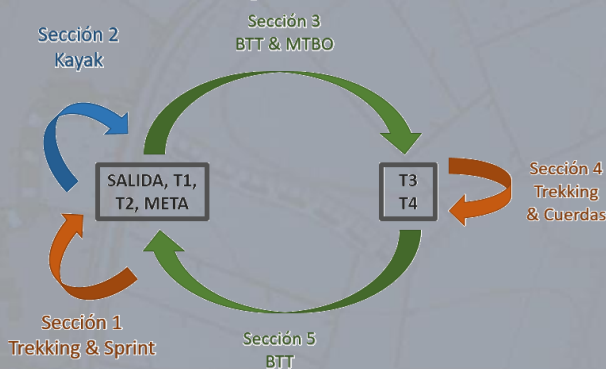 Sección 3
BTT & MTBO
Sección 2
Kayak
SALIDA, T1,
T2, META
T3
T4
Sección 4
Trekking
& Cuerdas
Sección 1
Trekking & Sprint
Sección 5
BTT